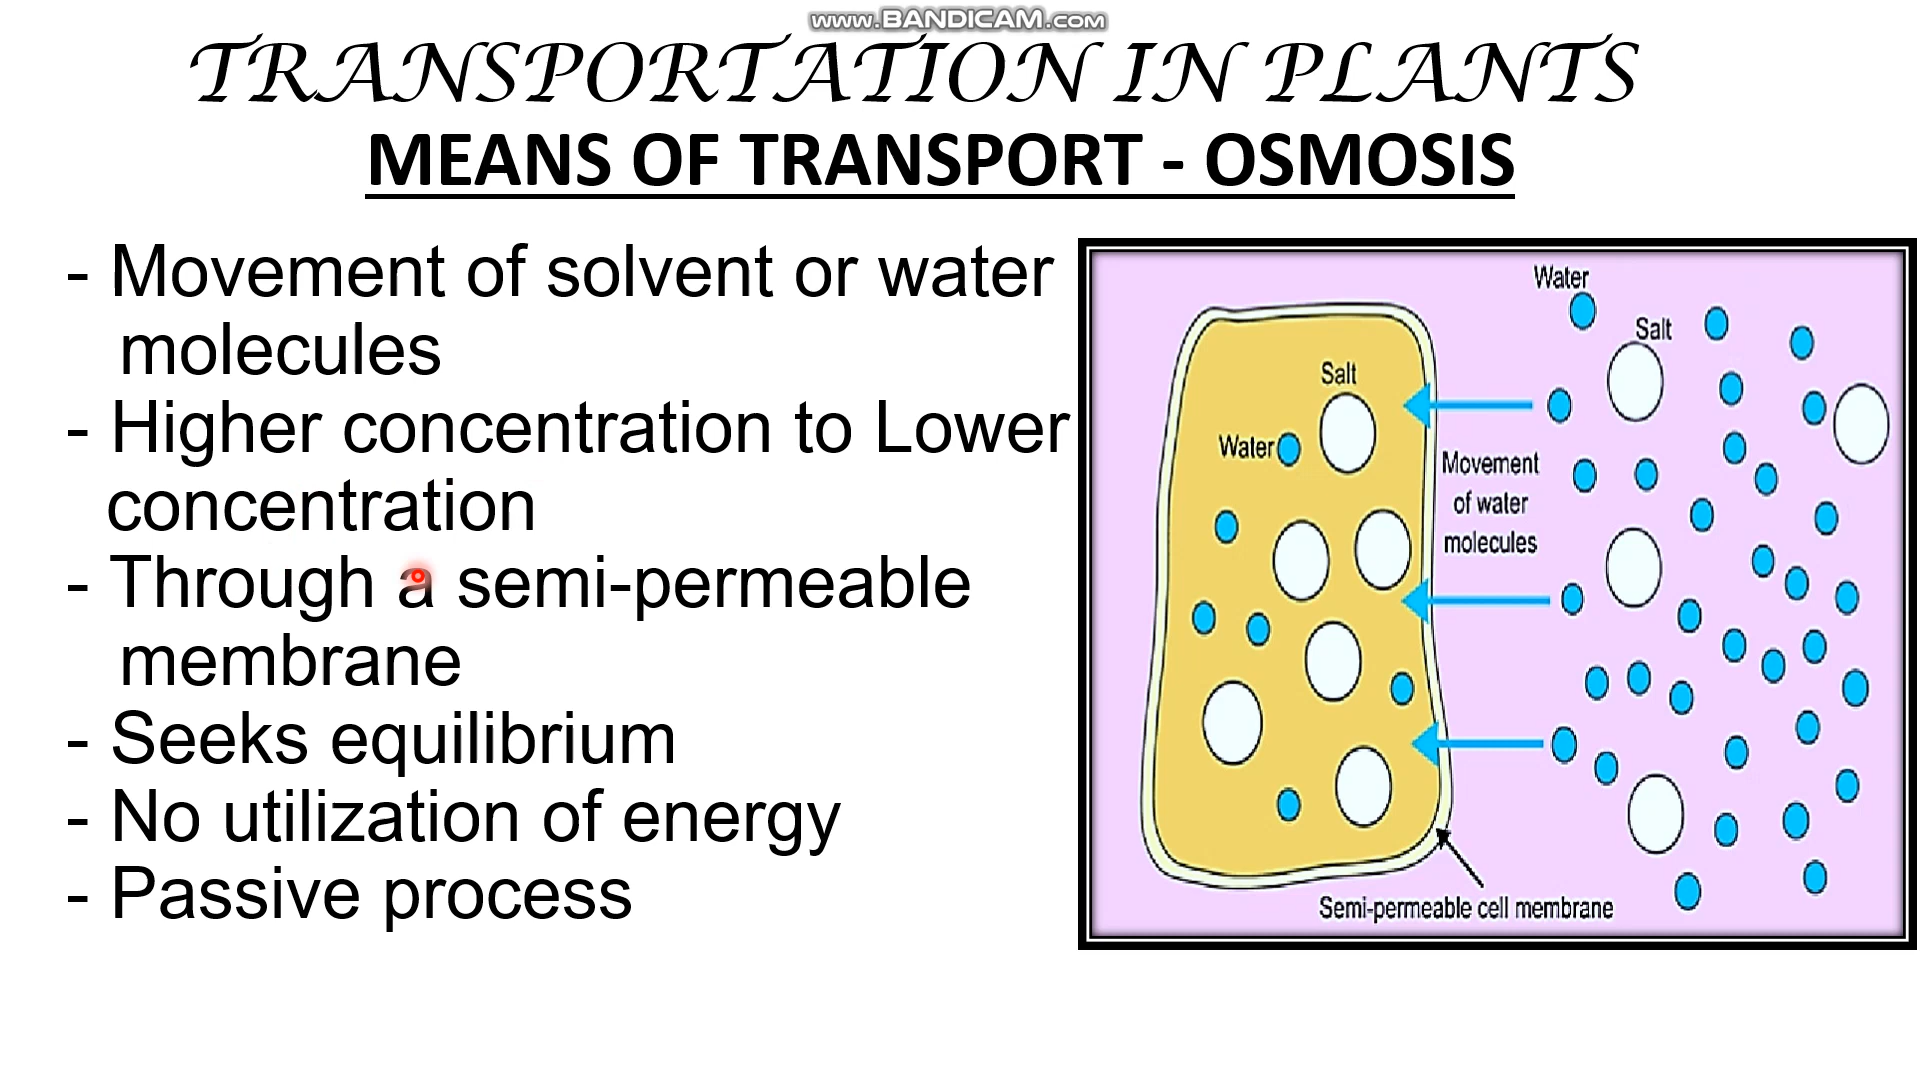 www.BANDICAM.com
TRANSPORTATION IN PLANTS
MEANS OF TRANSPORT - OSMOSIS
- Movement of solvent or water
molecules
- Higher concentration to Lower
concentration
- Through a semi-permeable
membrane
- Seeks equilibrium
- No utilization of energy
- Passive process
Water
Salt
Salt
Water
Movement
of water
molecules
Semi-permeable cell membrane